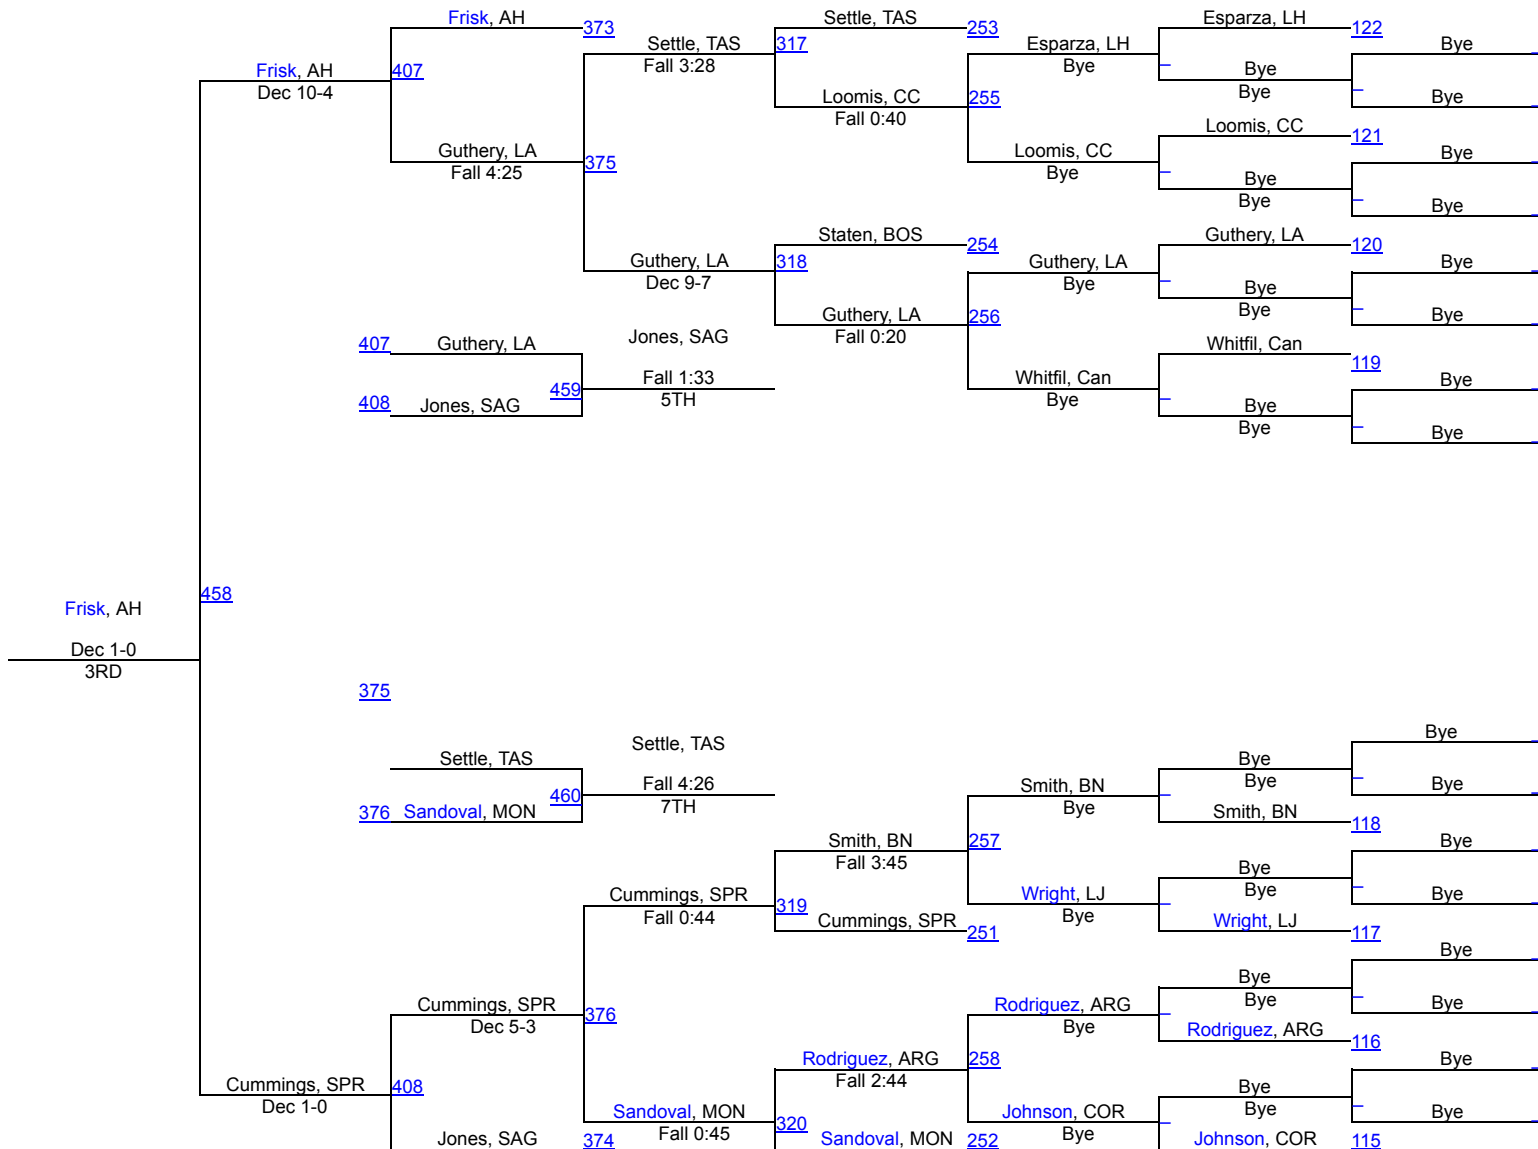 Frisk, AH 373 Settle, TAS 253 Esparza, LH 122
Settle, TAS 317 Esparza, LH Bye
Frisk, AH 407 Fall 3:28 Bye Bye
Dec 10-4 Loomis, CC 255 Bye Bye
Fall 0:40
Loomis, CC 121
Guthery, LA 375 Loomis, CC Bye
Fall 4:25 Bye Bye
Bye Bye
Staten, BOS 254 Guthery, LA 120
Guthery, LA 318 Guthery, LA Bye
Dec 9-7 Bye Bye
Guthery, LA 256 Bye Bye
407 Guthery, LA Jones, SAG Fall 0:20 Whitfil, Can
119
Fall 1:33 Whitfil, Can Bye
459 5TH Bye
408 Jones, SAG Bye
Bye Bye
458
Frisk, AH
Dec 1-0
3RD
375
Bye
Settle, TAS Settle, TAS Bye
Fall 4:26 Smith, BN Bye Bye
460 7TH Bye
376 Sandoval, MON Smith, BN 118
Smith, BN 257 Bye
Fall 3:45 Bye
Cummings, SPR 319 Wright, LJ Bye Bye
Fall 0:44 Cummings, SPR 251 Bye Wright, LJ 117
Bye
Cummings, SPR 376 Rodriguez, ARG Bye
Dec 5-3 Bye Bye Bye
Rodriguez, ARG 116
Rodriguez, ARG 258 Bye
Cummings, SPR 408 Fall 2:44 Bye
Dec 1-0 Sandoval, MON 320 Johnson, COR Bye Bye
Jones, SAG 374 Fall 0:45 Sandoval, MON 252 Bye Johnson, COR 115